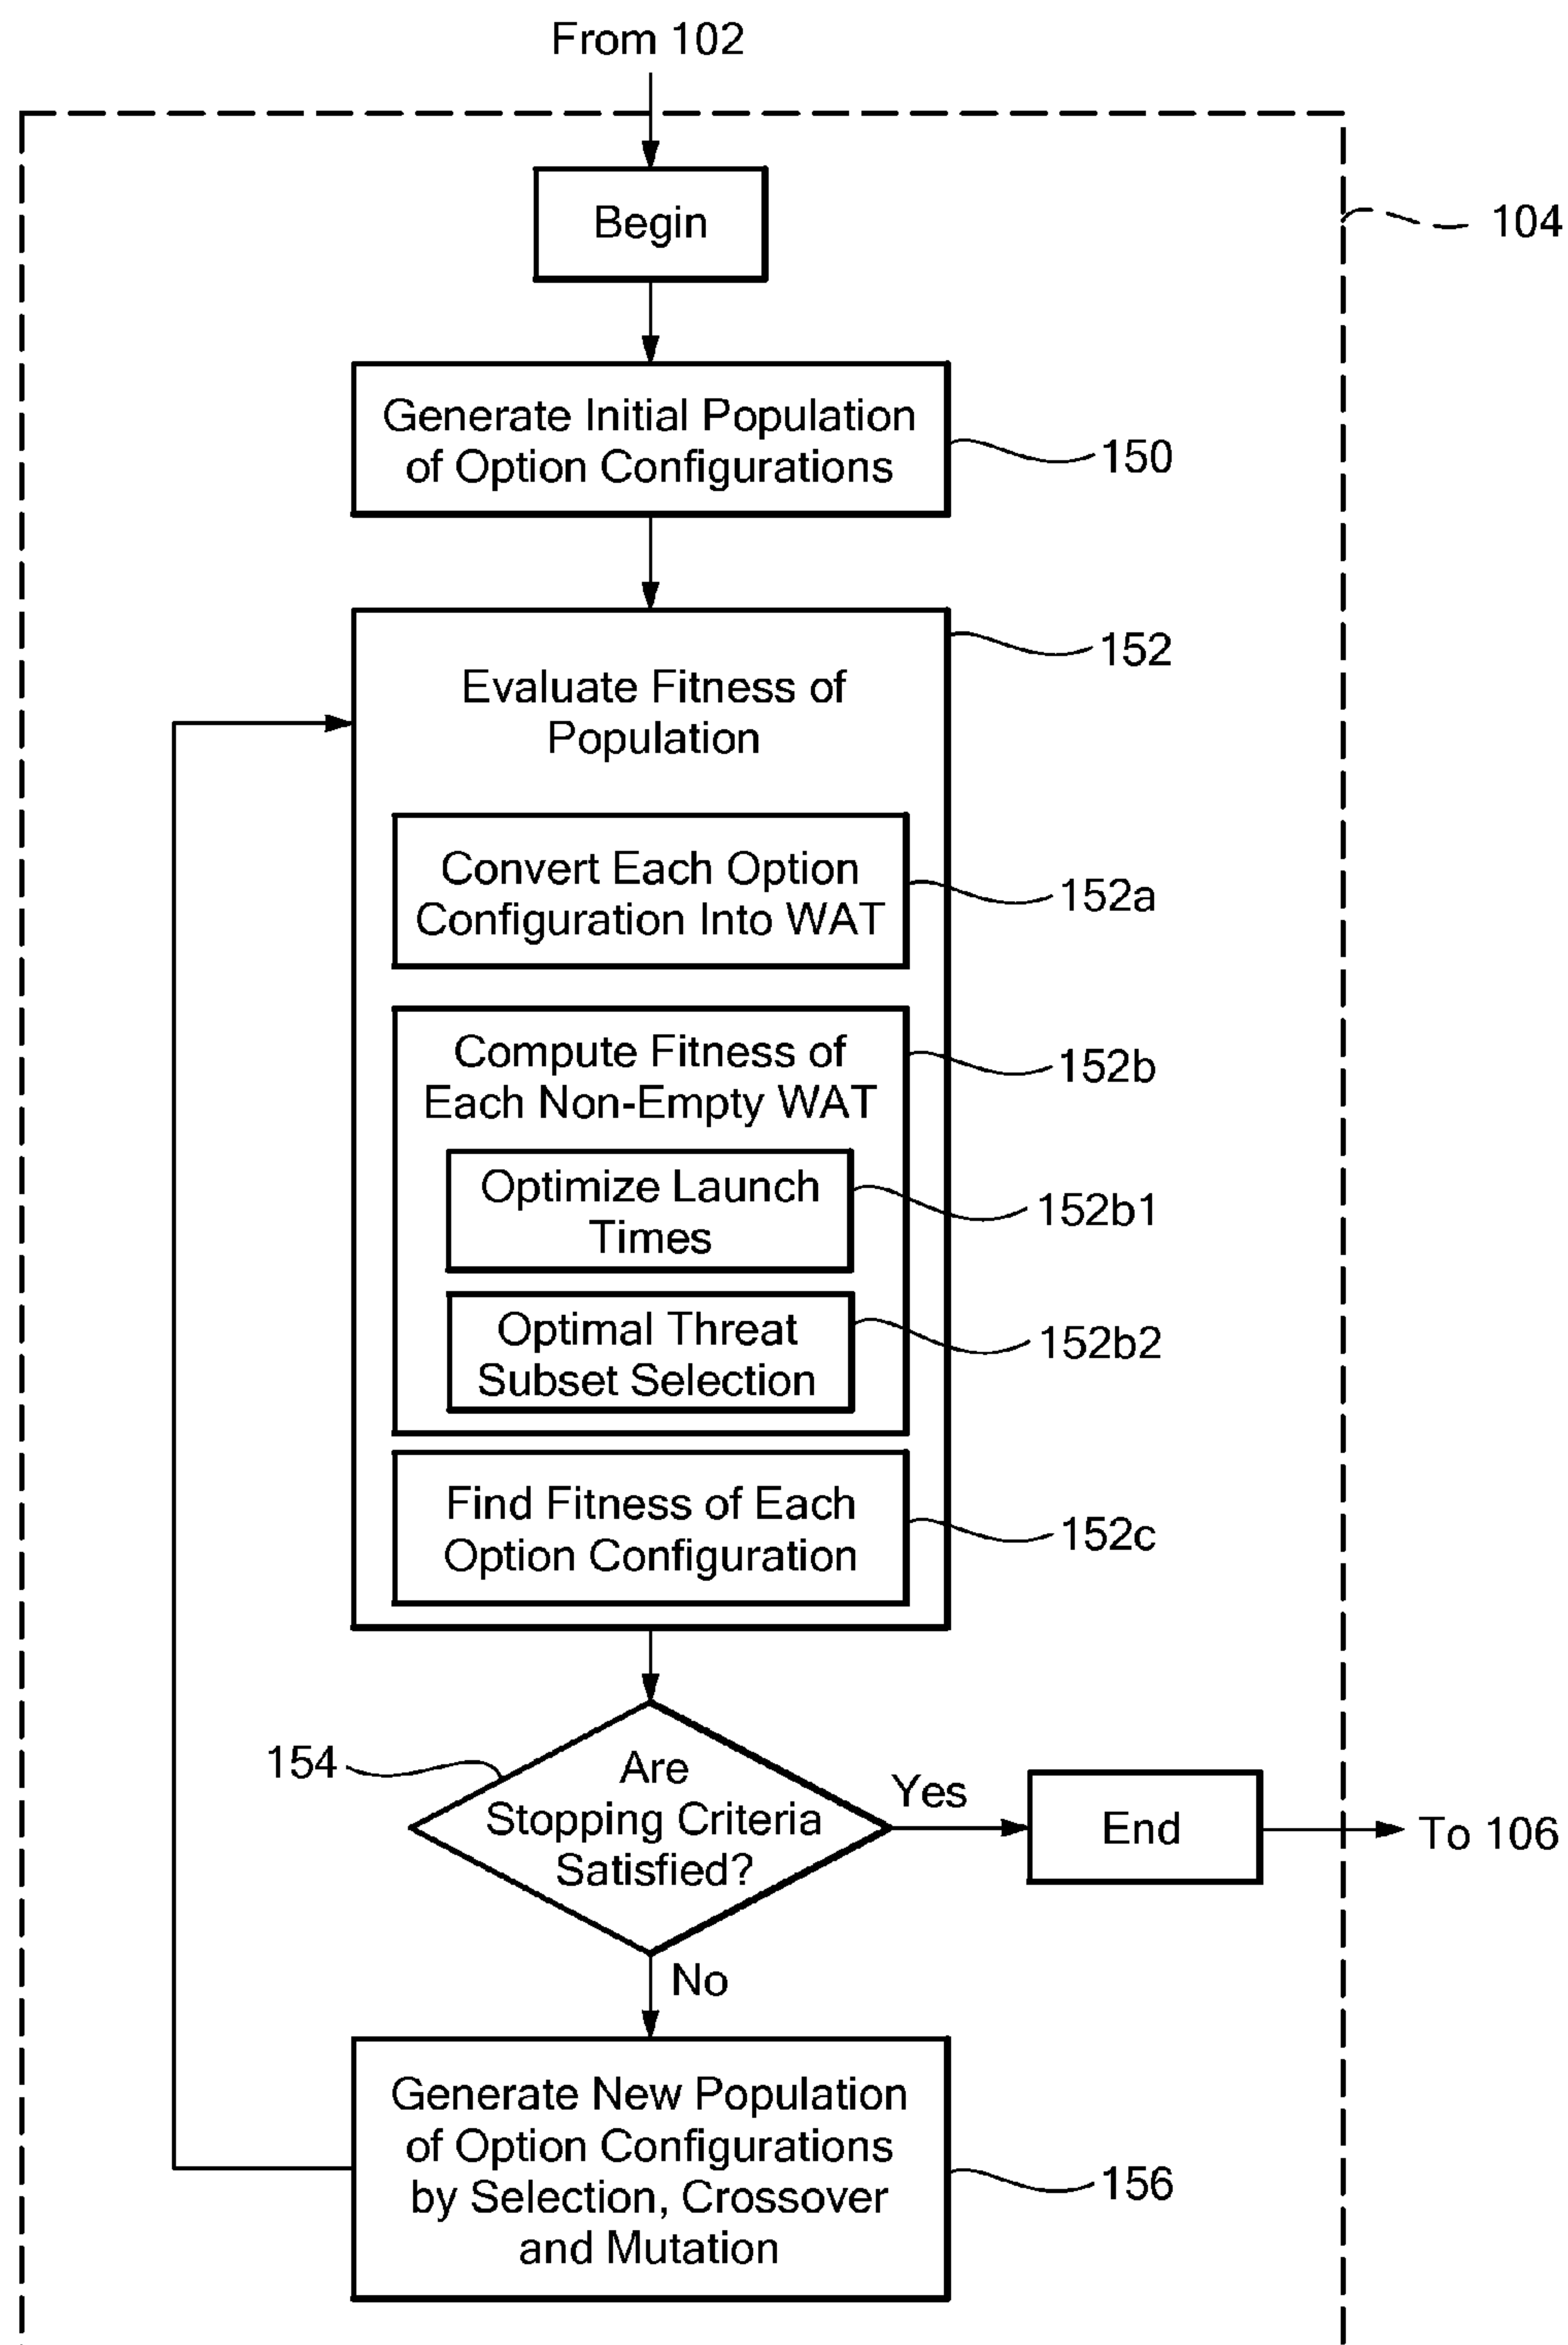 From 102
Begin
104
Generate Initial Population
of Option Configurations
150
152
Evaluate Fitness of
Population
Convert Each Option
Configuration Into WAT
152a
Compute Fitness of
Each Non-Empty WAT
152b
Optimize Launch
Times
152b1
Optimal Threat
Subset Selection
152b2
Find Fitness of Each
Option Configuration
152c
154
Are
Stopping Criteria
Satisfied?
Yes
End
To 106
No
Generate New Population
of Option Configurations
by Selection, Crossover
and Mutation
156